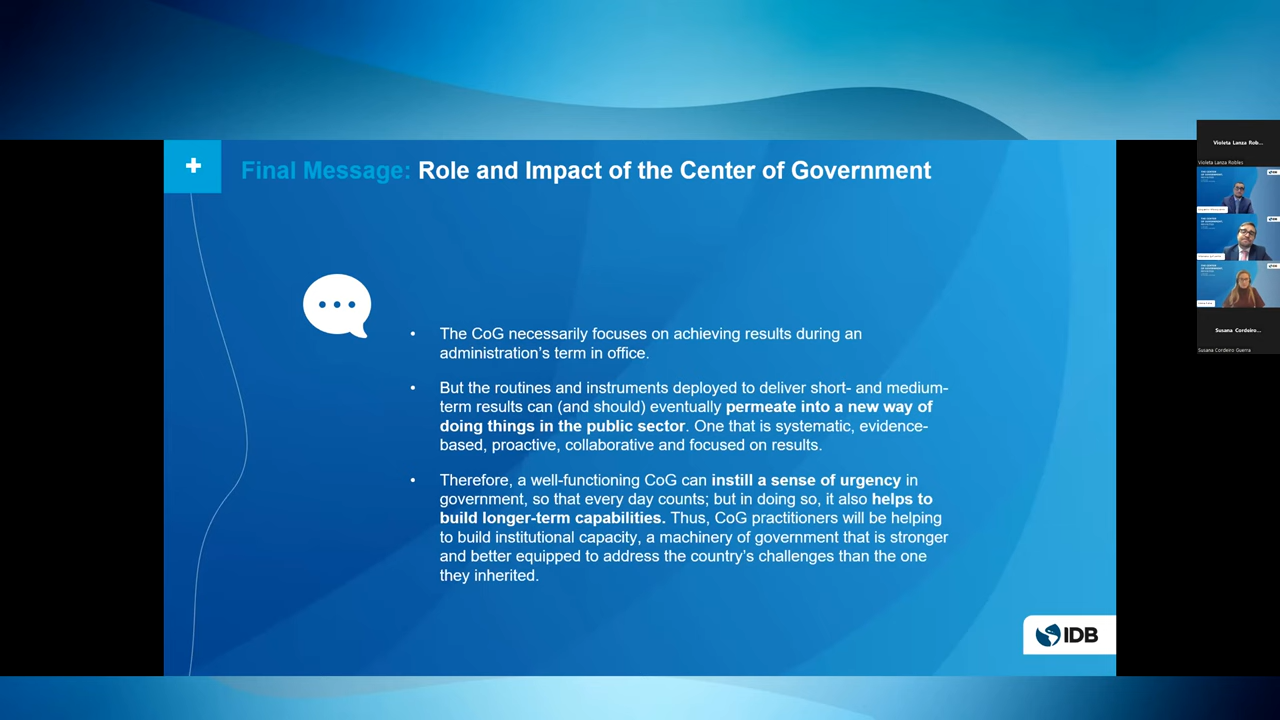 +
Final Message: Role and Impact of the Center of Government
• The CoG necessarily focuses on achieving results during an
administration's term in office.
• But the routines and instruments deployed to deliver short- and medium-
term results can (and should) eventually permeate into a new way of
doing things in the public sector. One that is systematic, evidence-
based, proactive, collaborative and focused on results.
• Therefore, a well-functioning CoG can instill a sense of urgency in
government, so that every day counts; but in doing so, it also helps to
build longer-term capabilities. Thus, CoG practitioners will be helping
to build institutional capacity, a machinery of government that is stronger
and better equipped to address the country's challenges than the one
they inherited.
IDB
Violeta Lanza Rob...
Violeta Lanza Robles
Susana Cordeiro...
Susana Cordeiro Guerra